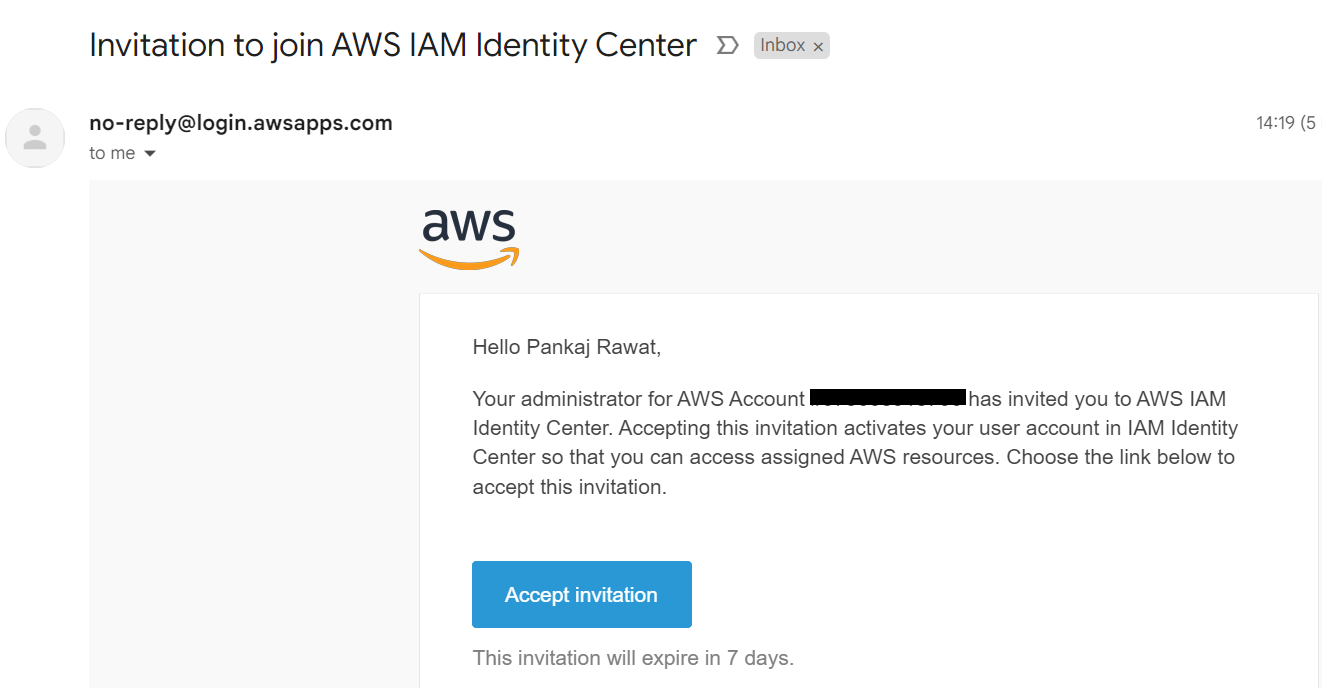 Invitation to join AWS IAM Identity Center
Inbox ×
no-reply@login.awsapps.com
14:19 (5
to me
aws
Hello Pankaj Rawat,
Your administrator for AWS Account has invited you to AWS IAM
Identity Center. Accepting this invitation activates your user account in IAM Identity
Center so that you can access assigned AWS resources. Choose the link below to
accept this invitation.
Accept invitation
This invitation will expire in 7 days.